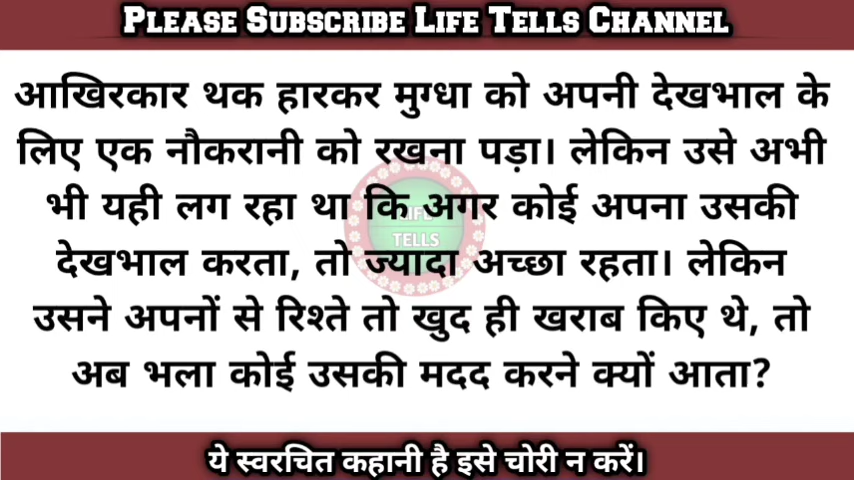 PLEASE SUBSCRIBE LIFE TELLS CHANNEL
आखिरकार थक हारकर मुग्धा को अपनी देखभाल के
लिए एक नौकरानी को रखना पड़ा। लेकिन उसे अभी
भी यही लग रहा था कि अगर कोई अपना उसकी
देखभाल करता, तो ज्यादा अच्छा रहता। लेकिन
उसने अपनों से रिश्ते तो खुद ही खराब किए थे, तो
अब भला कोई उसकी मदद करने क्यों आता?
LIFE
TELLS
ये स्वरचित कहानी है इसे चोरी न करें।